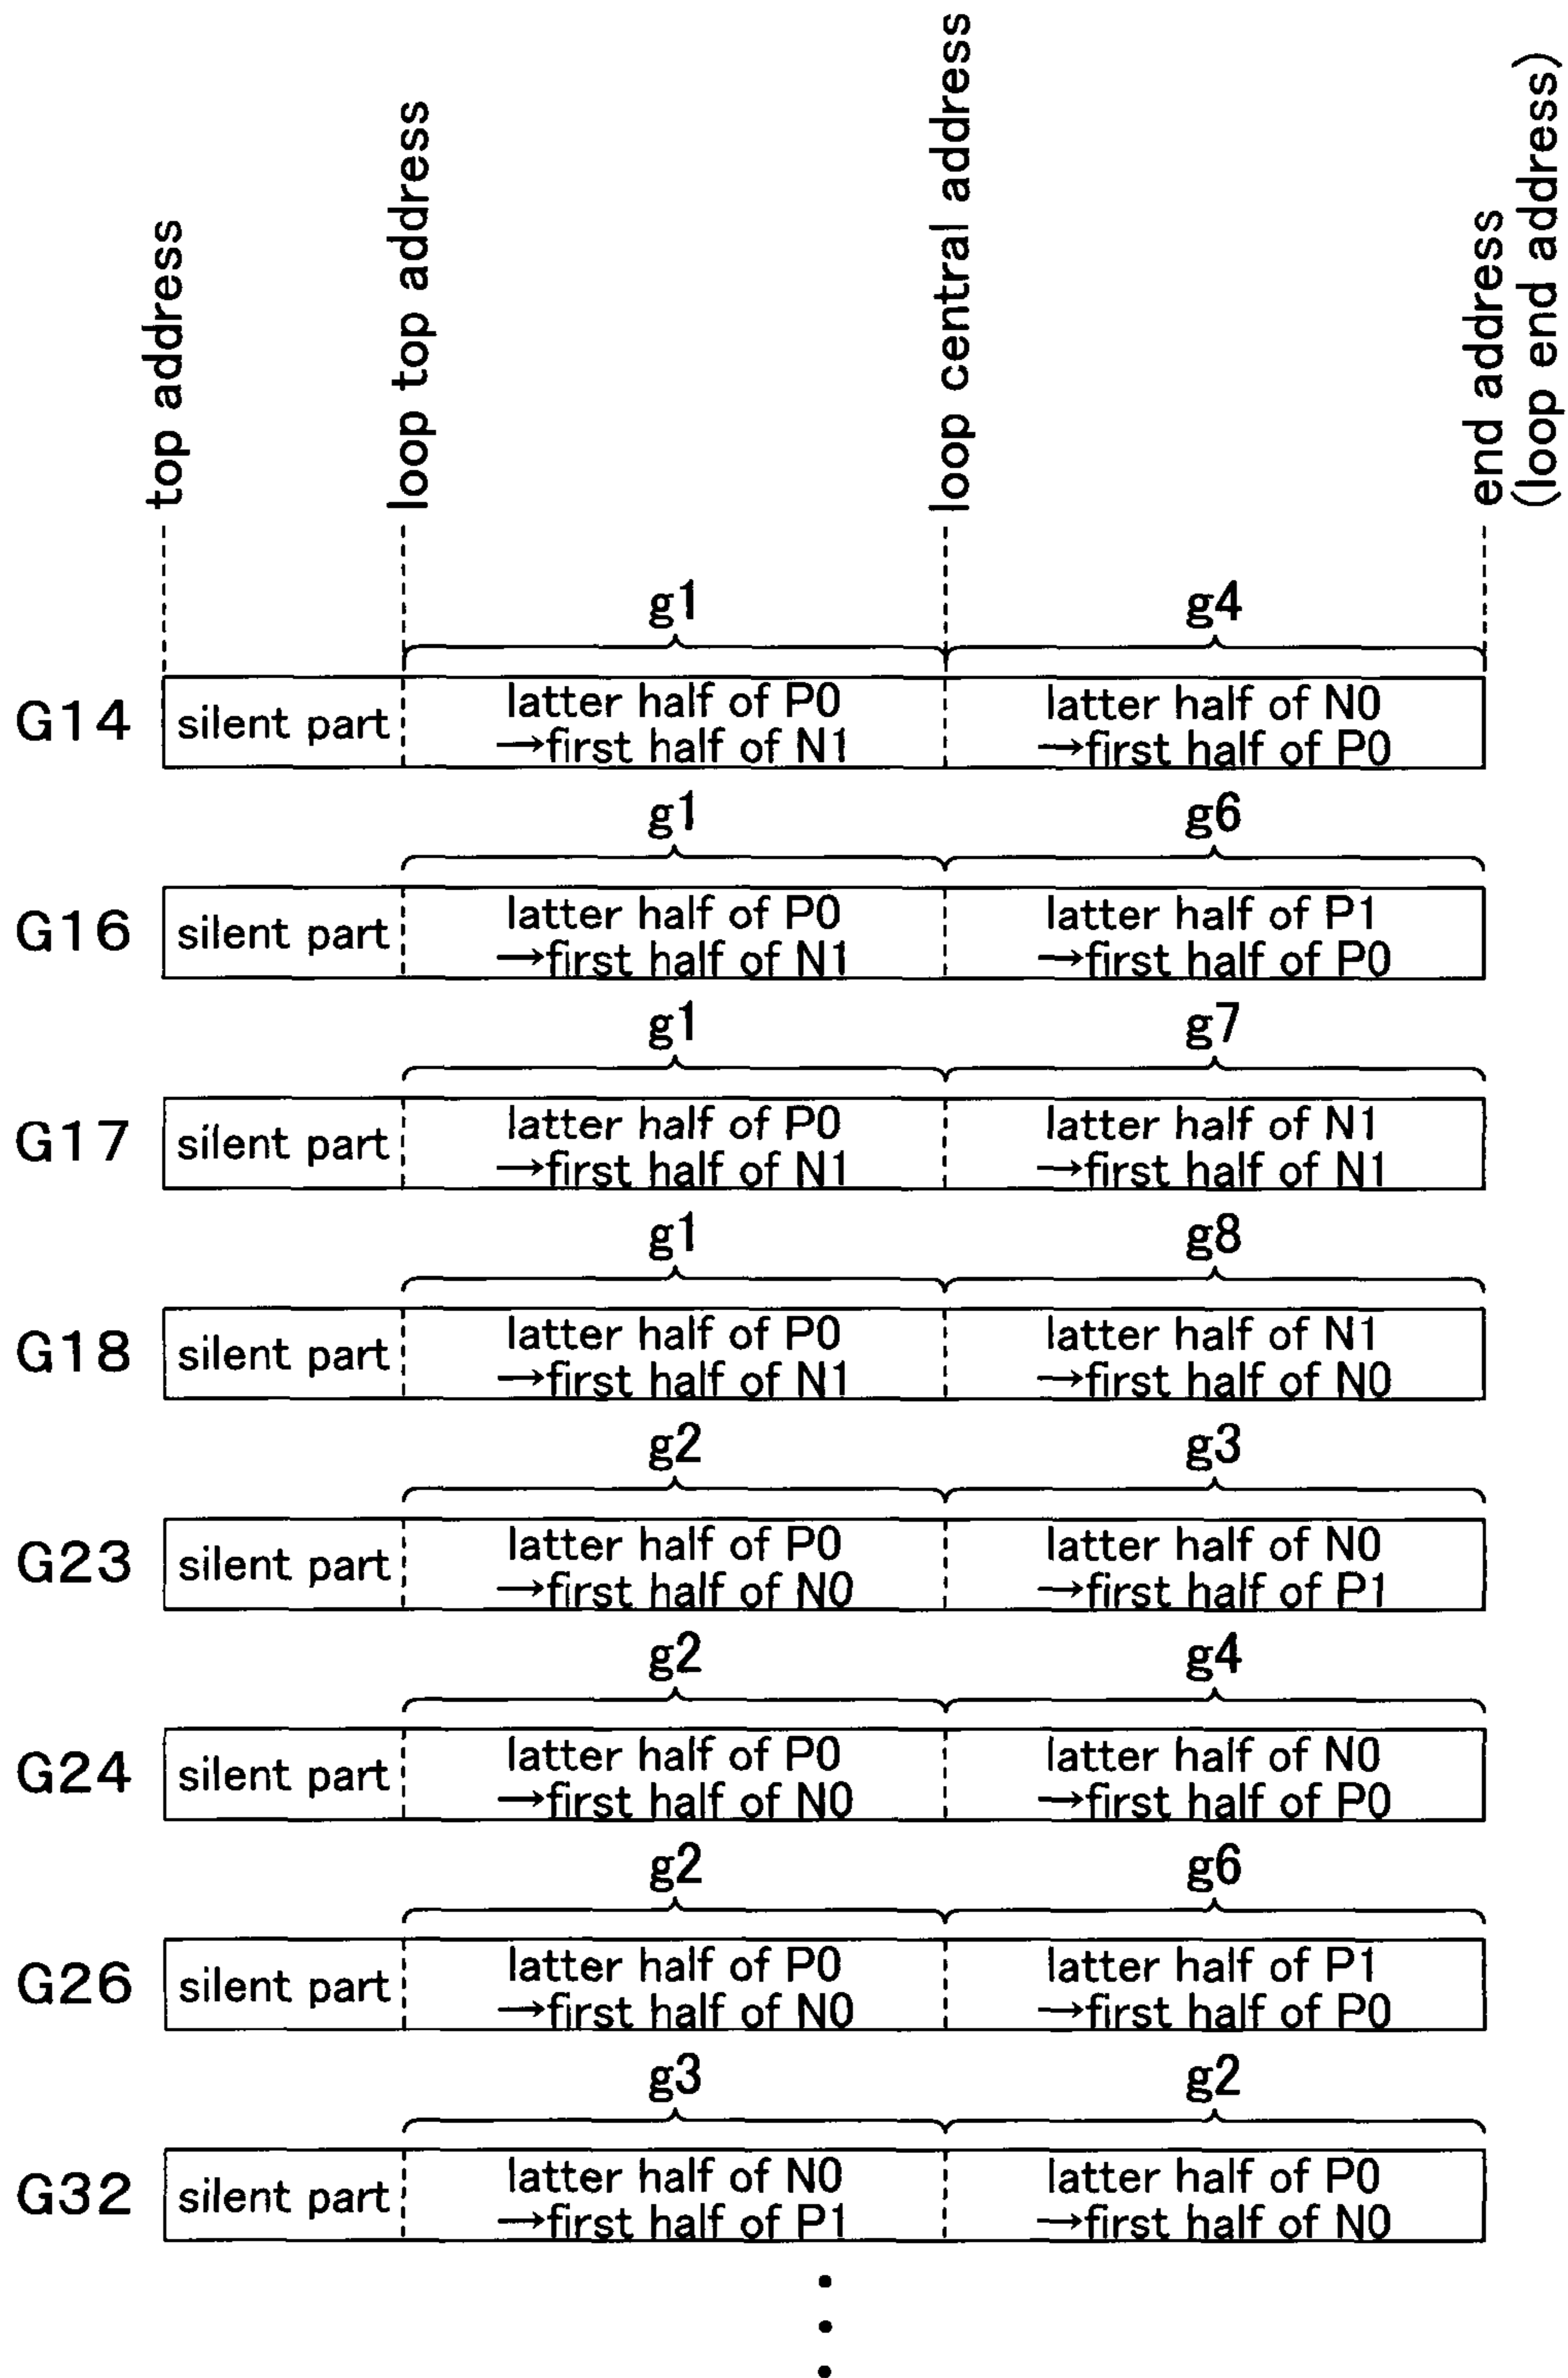 top address
loop top address
loop central address
end address
(loop end address)
g1 g4
G14 silent part latter half of P0 latter half of N0
→first half of N1 →first half of P0
g1 g6
G16 silent part latter half of P0 latter half of P1
→first half of N1 →first half of P0
g1 g7
G17 silent part latter half of P0 latter half of N1
→first half of N1 →first half of N1
g1 g8
G18 silent part latter half of P0 latter half of N1
→first half of N1 →first half of N0
g2 g3
G23 silent part latter half of P0 latter half of N0
→first half of N0 →first half of P1
g2 g4
G24 silent part latter half of P0 latter half of N0
→first half of N0 →first half of P0
g2 g6
G26 silent part latter half of P0 latter half of P1
→first half of N0 →first half of P0
g3 g2
G32 silent part latter half of N0 latter half of P0
→first half of P1 →first half of N0